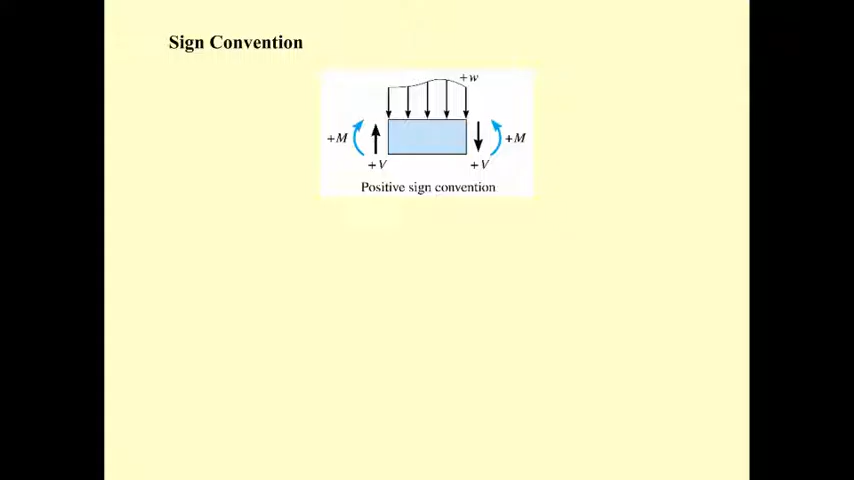 Sign Convention
+w
+M
+M
+V
+V
Positive sign convention